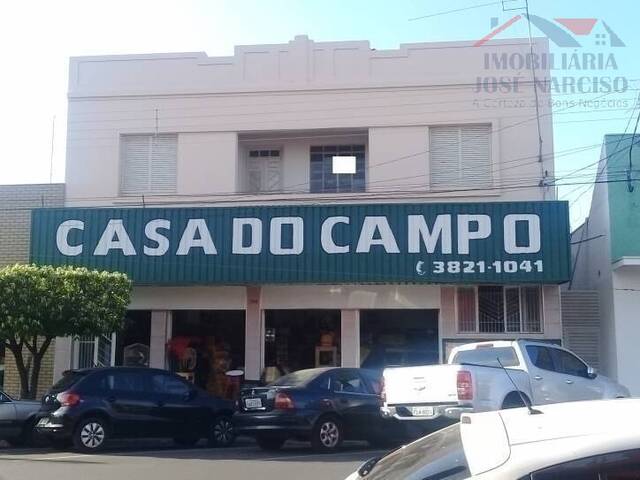 IMOBILIÁRIA
JOSÉ NARCISO
A Certeza de Bons Negócios
CASA DO CAMPO
3821-1041